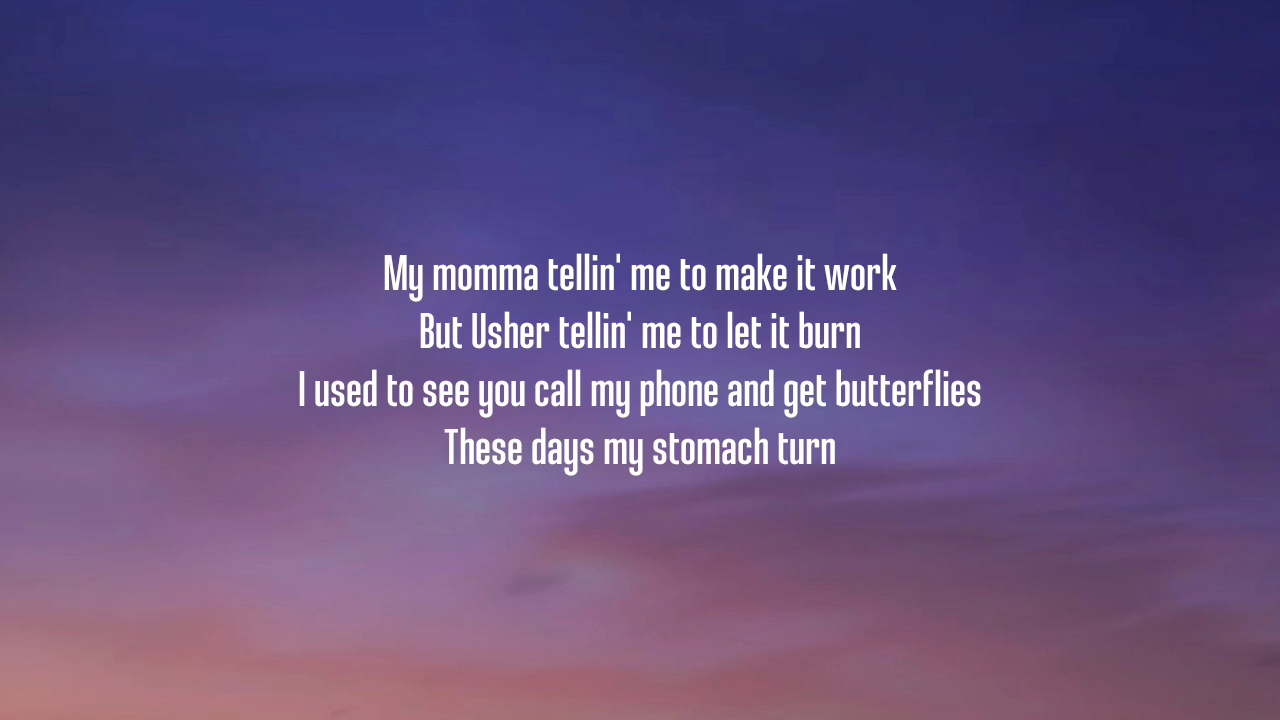 My momma tellin' me to make it work
But Usher tellin' me to let it burn
I used to see you call my phone and get butterflies
These days my stomach turn